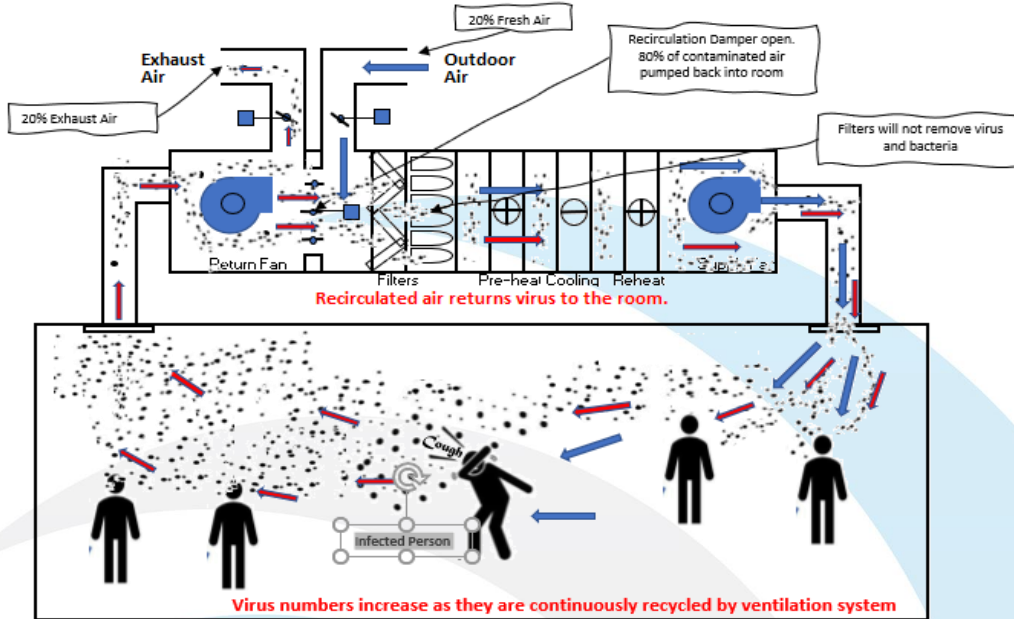 20% Fresh Air
Recirculation Damper open.
80% of contaminated air
pumped back into room
Exhaust
Air
Outdoor
Air
20% Exhaust Air
Filters will not remove virus
and bacteria
Return Fan
Filters
Pre-heat
Cooling
Reheat
Recirculated air returns virus to the room.
Cough
Infected Person
Virus numbers increase as they are continuously recycled by ventilation system